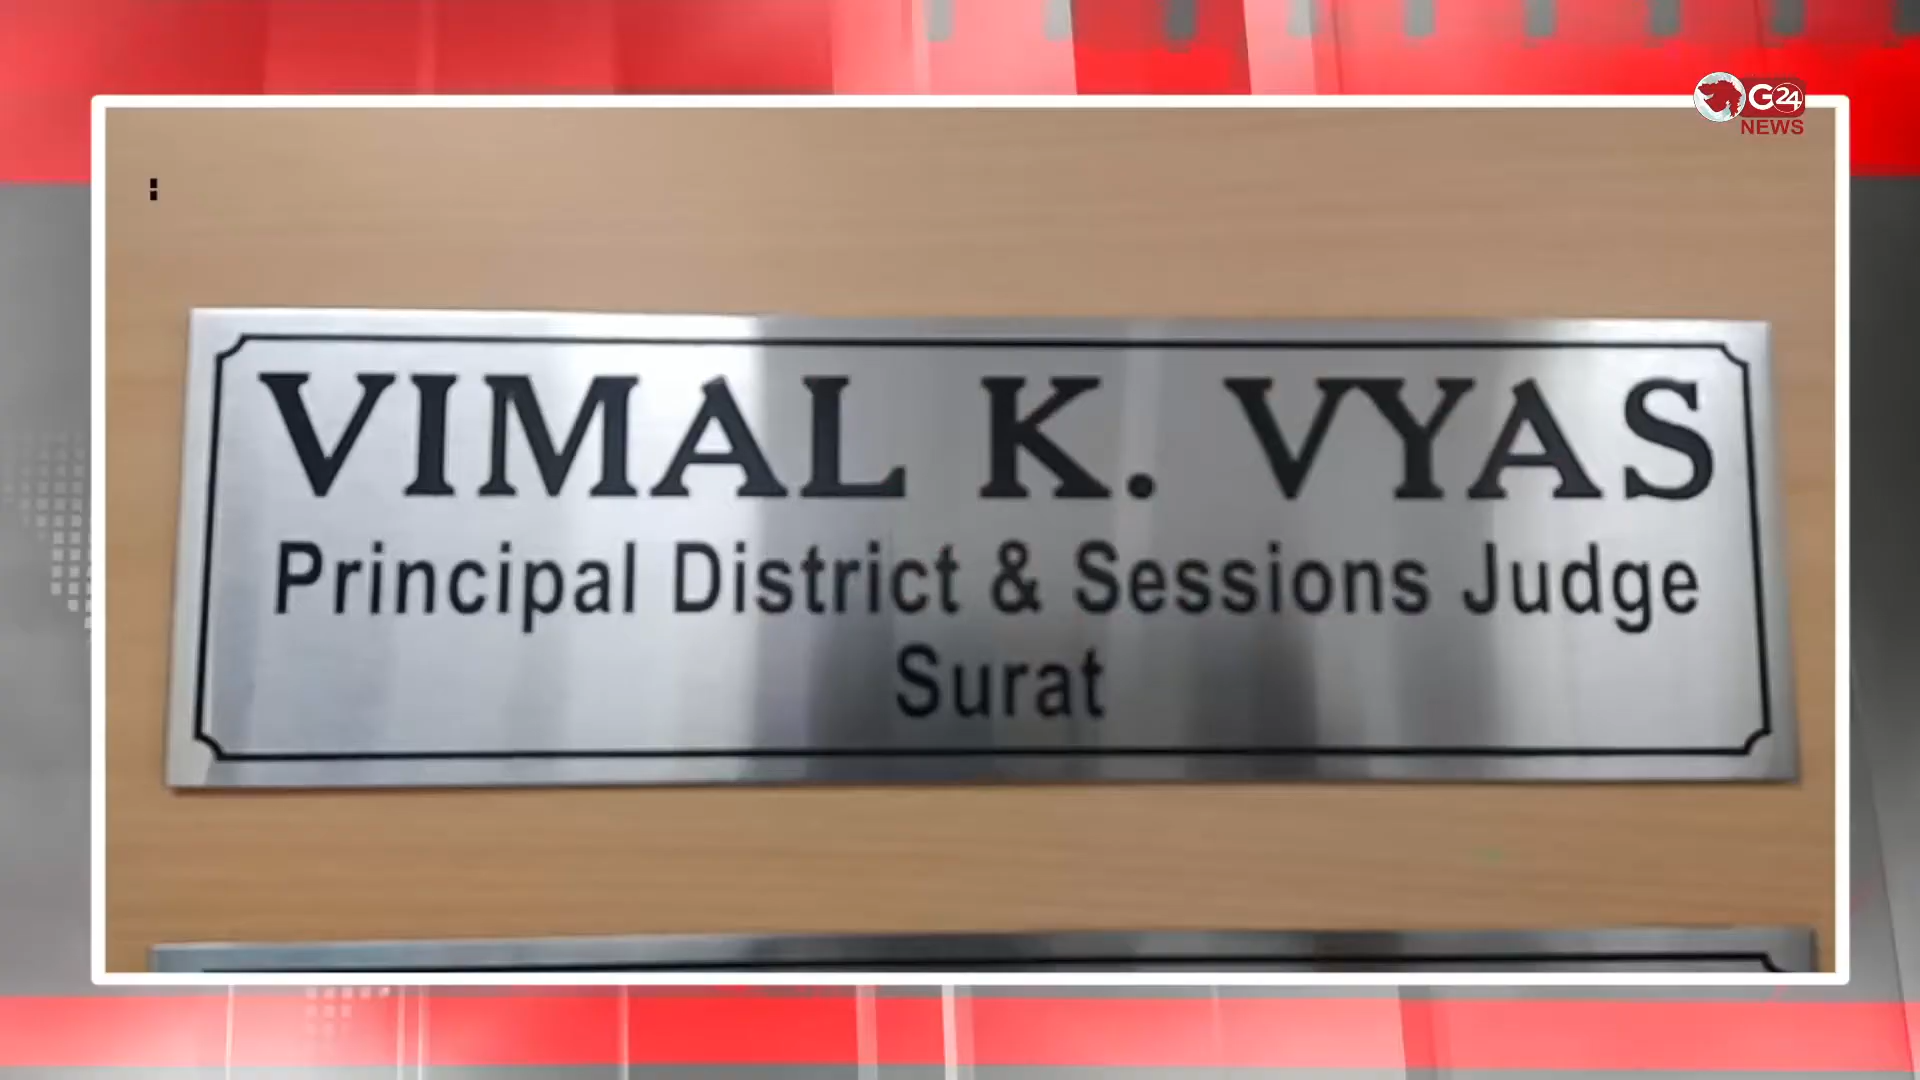 G24
NEWS
VIMAL K. VYAS
Principal District & Sessions Judge
Surat